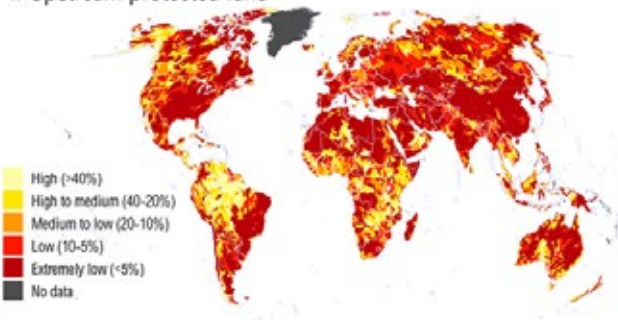 High (>40%)
High to medium (40-20%)
Medium to low (20-10%)
Low (10-5%)
Extremely low (<5%)
No data